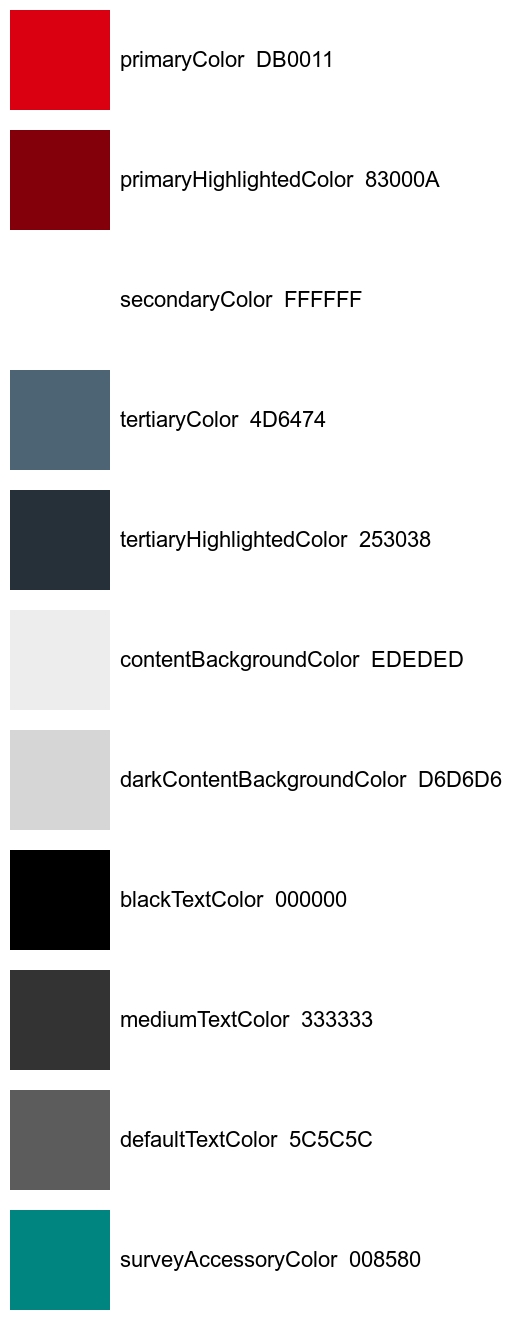 primaryColor  DB0011
primaryHighlightedColor  83000A
secondaryColor  FFFFFF
tertiaryColor  4D6474
tertiaryHighlightedColor  253038
contentBackgroundColor  EDEDED
darkContentBackgroundColor  D6D6D6
blackTextColor  000000
mediumTextColor  333333
defaultTextColor  5C5C5C
surveyAccessoryColor  008580